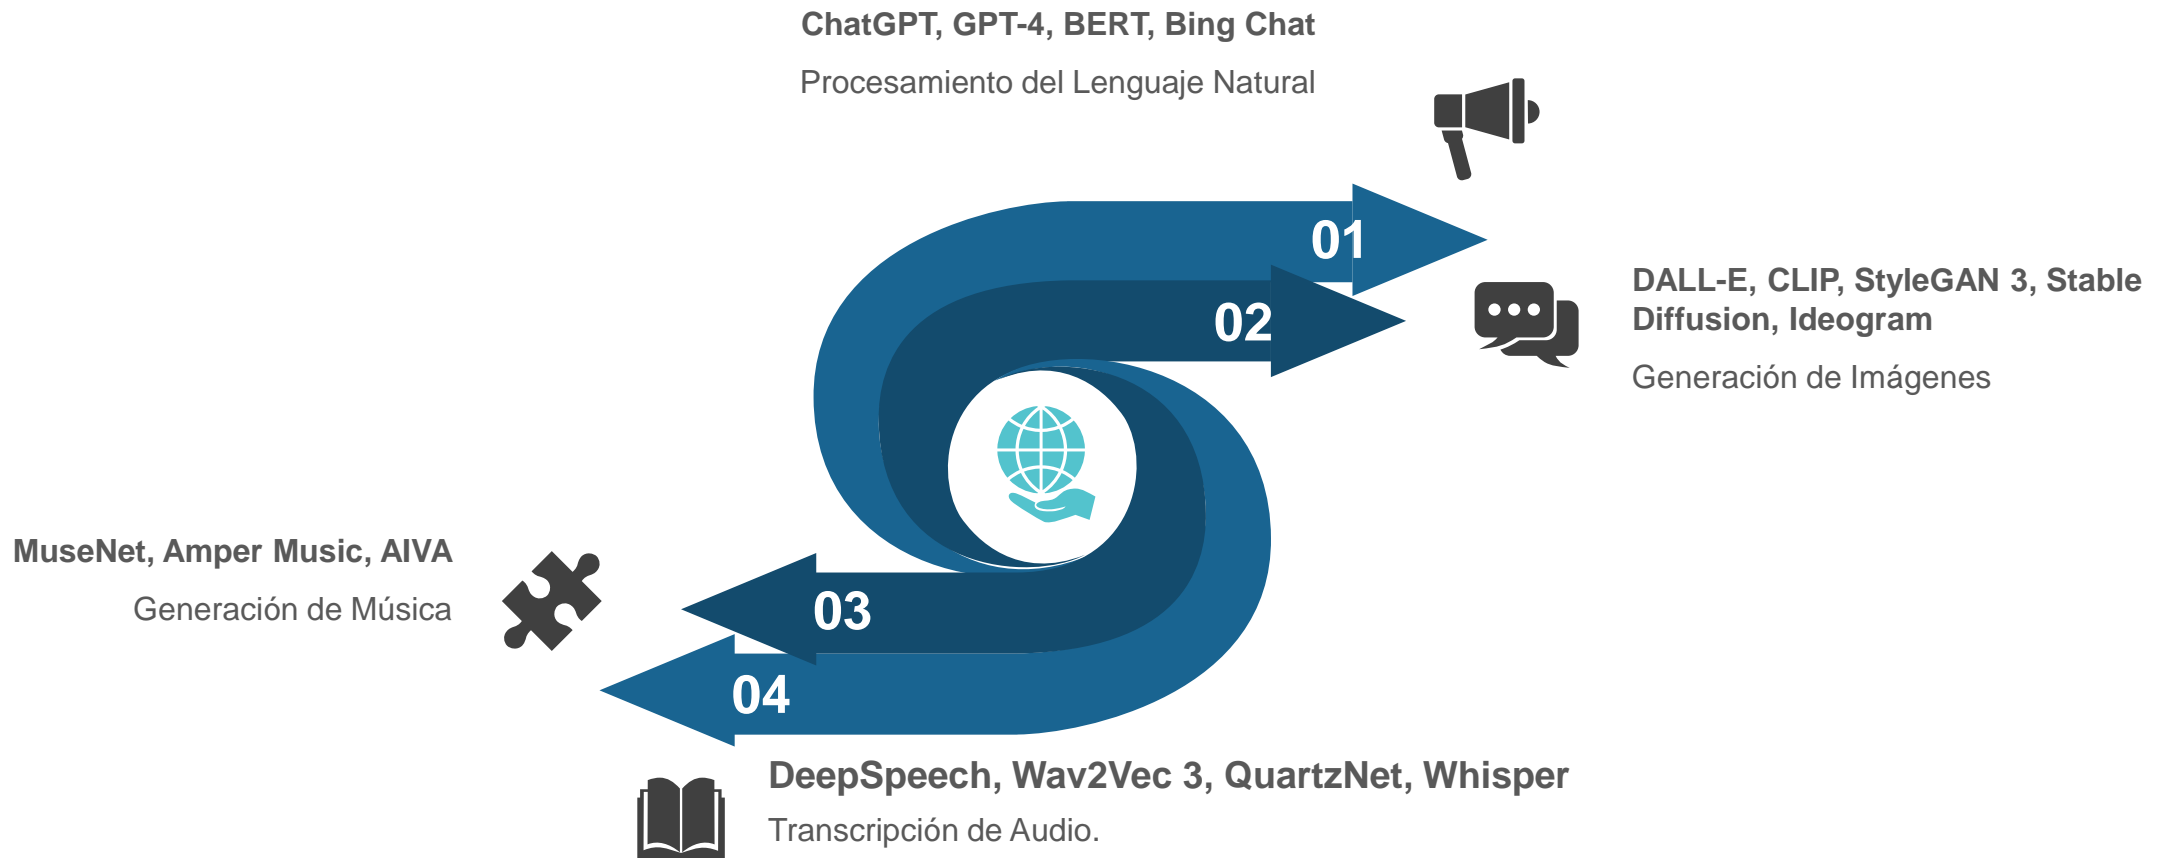 ChatGPT, GPT-4, BERT, Bing Chat
Procesamiento del Lenguaje Natural
01
02
DALL-E, CLIP, StyleGAN 3, Stable
Diffusion, Ideogram
Generación de Imágenes
MuseNet, Amper Music, AIVA
Generación de Música
03
04
DeepSpeech, Wav2Vec 3, QuartzNet, Whisper
Transcripción de Audio.